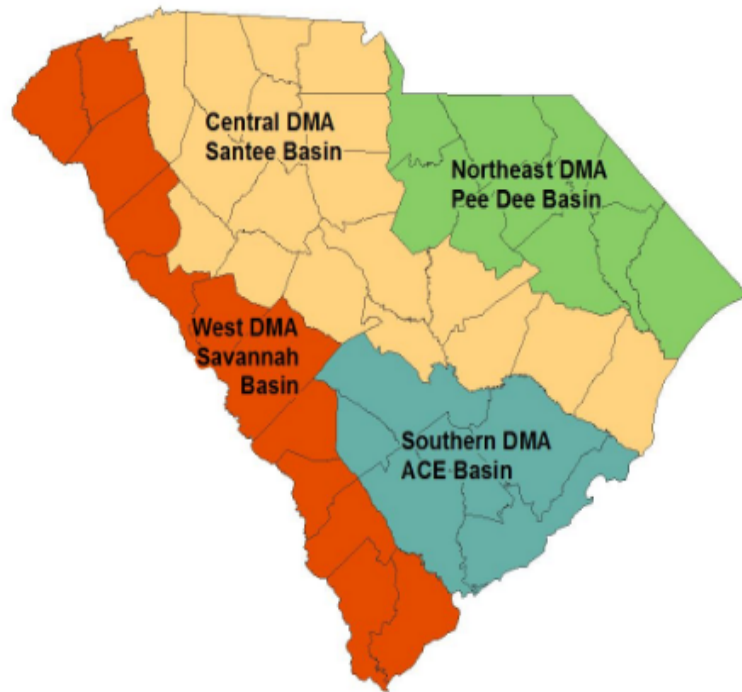 Central DMA
Santee Basin
Northeast DMA
Pee Dee Basin
West DMA
Savannah
Basin
Southern DMA
ACE Basin